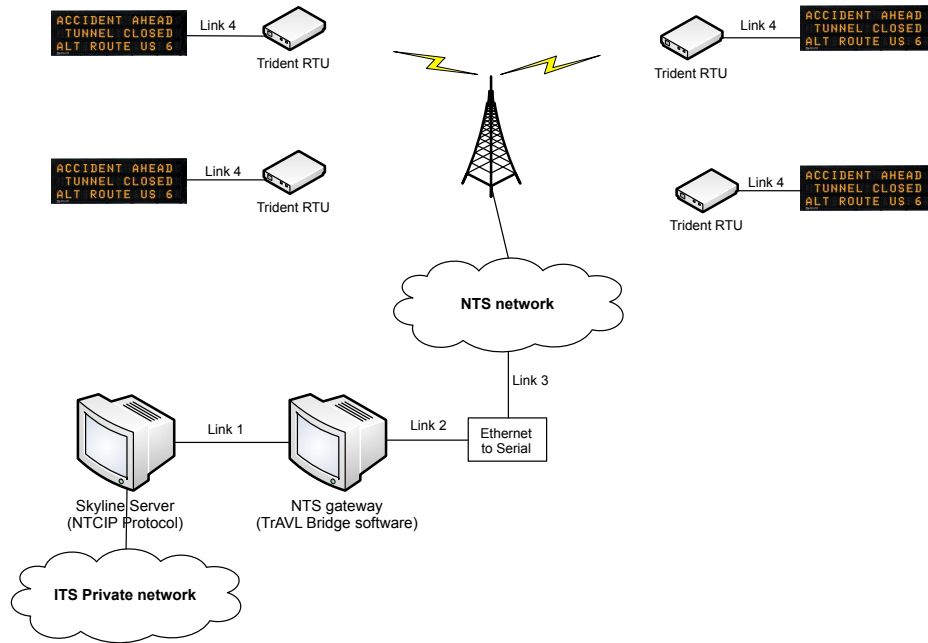 ACCIDENT AHEAD
TUNNEL CLOSED
ALT ROUTE US 6
Link 4
Trident RTU
ACCIDENT AHEAD
TUNNEL CLOSED
ALT ROUTE US 6
Link 4
Trident RTU
ACCIDENT AHEAD
TUNNEL CLOSED
ALT ROUTE US 6
Link 4
Trident RTU
ACCIDENT AHEAD
TUNNEL CLOSED
ALT ROUTE US 6
Link 4
Trident RTU
NTS network
Link 3
Link 1
Link 2
Ethernet
to Serial
Skyline Server
(NTCIP Protocol)
NTS gateway
(TrAVL Bridge software)
ITS Private network